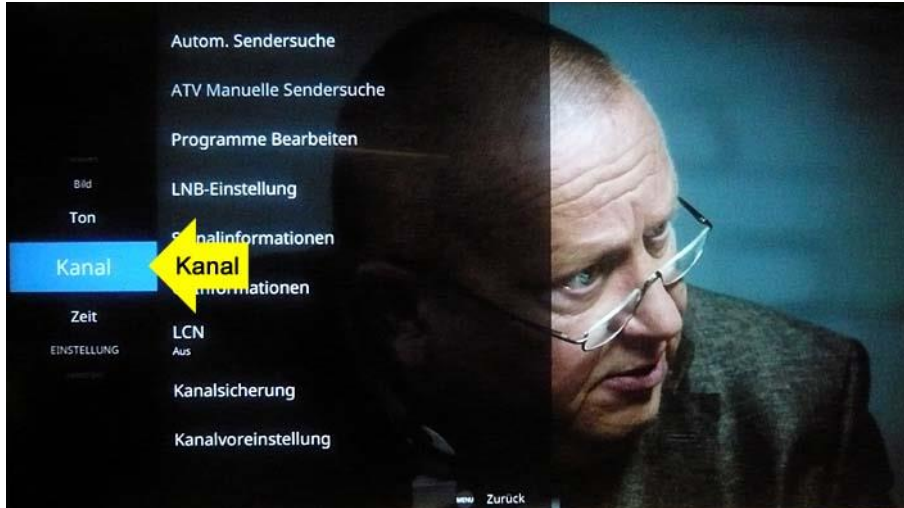 Autom. Sendersuche
ATV Manuelle Sendersuche
Programme Bearbeiten
LNB-Einstellung
LCN
Aus
Kanalsicherung
Kanalvoreinstellung
Bild
Ton
Kanal
Zeit
EINSTELLUNG
Kanal
MENU Zurück